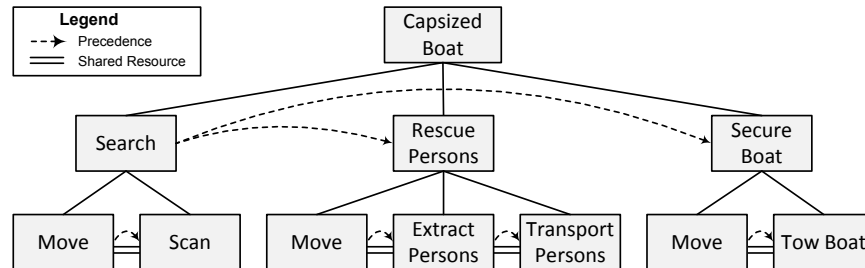 Legend
Precedence
Shared Resource
Capsized
Boat
Search
Rescue
Persons
Secure
Boat
Move
Scan
Move
Extract
Persons
Transport
Persons
Move
Tow Boat